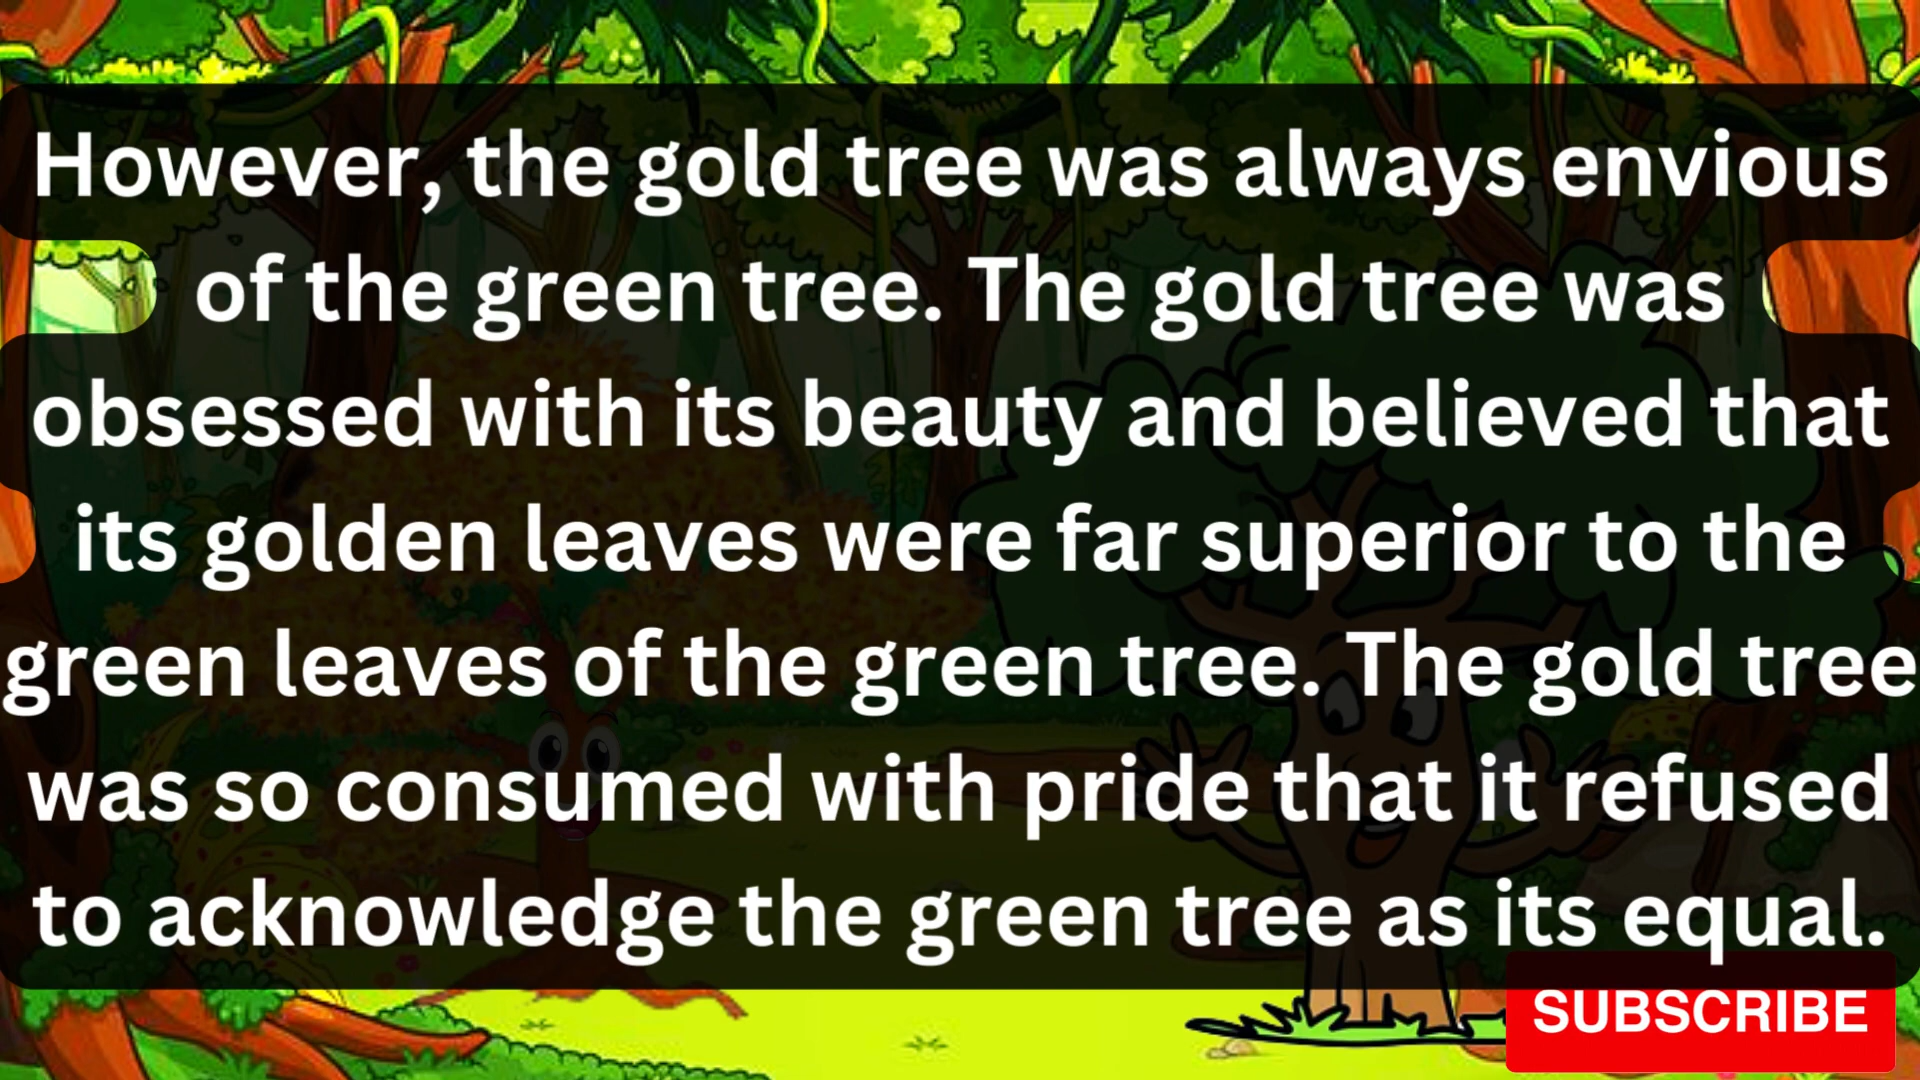 However, the gold tree was always envious
of the green tree. The gold tree was
obsessed with its beauty and believed that
its golden leaves were far superior to the
green leaves of the green tree. The gold tree
was so consumed with pride that it refused
to acknowledge the green tree as its equal.
SUBSCRIBE